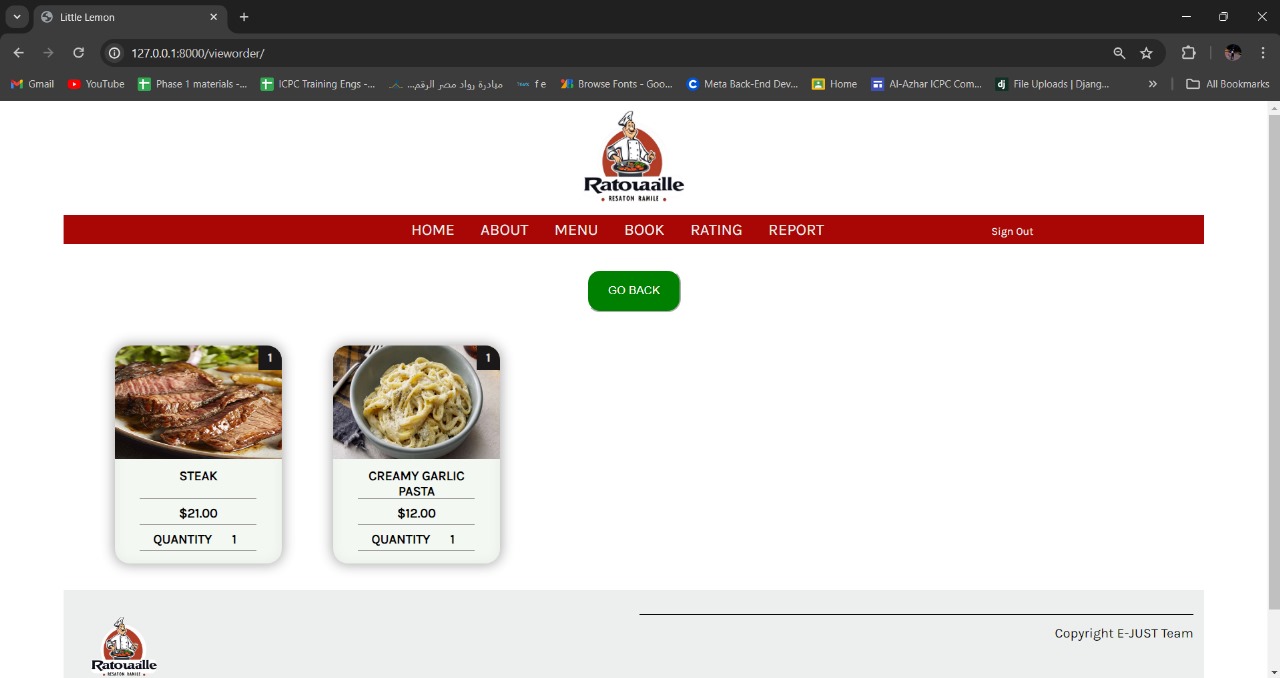 Little Lemon
127.0.0.1:8000/vieworder/
Gmail YouTube Phase 1 materials -... ICPC Training Engs -... مبادرة رواد مصر الرقم... f e Browse Fonts - Goo... Meta Back-End Dev... Home Al-Azhar ICPC Com... File Uploads | Djang... » All Bookmarks
Ratouaille
• RESATON RAMILE •
HOME ABOUT MENU BOOK RATING REPORT Sign Out
GO BACK
1 1
STEAK
CREAMY GARLIC
PASTA
$21.00 $12.00
QUANTITY 1 QUANTITY 1
Copyright E-JUST Team
Ratouaille
RESATON RAMILE